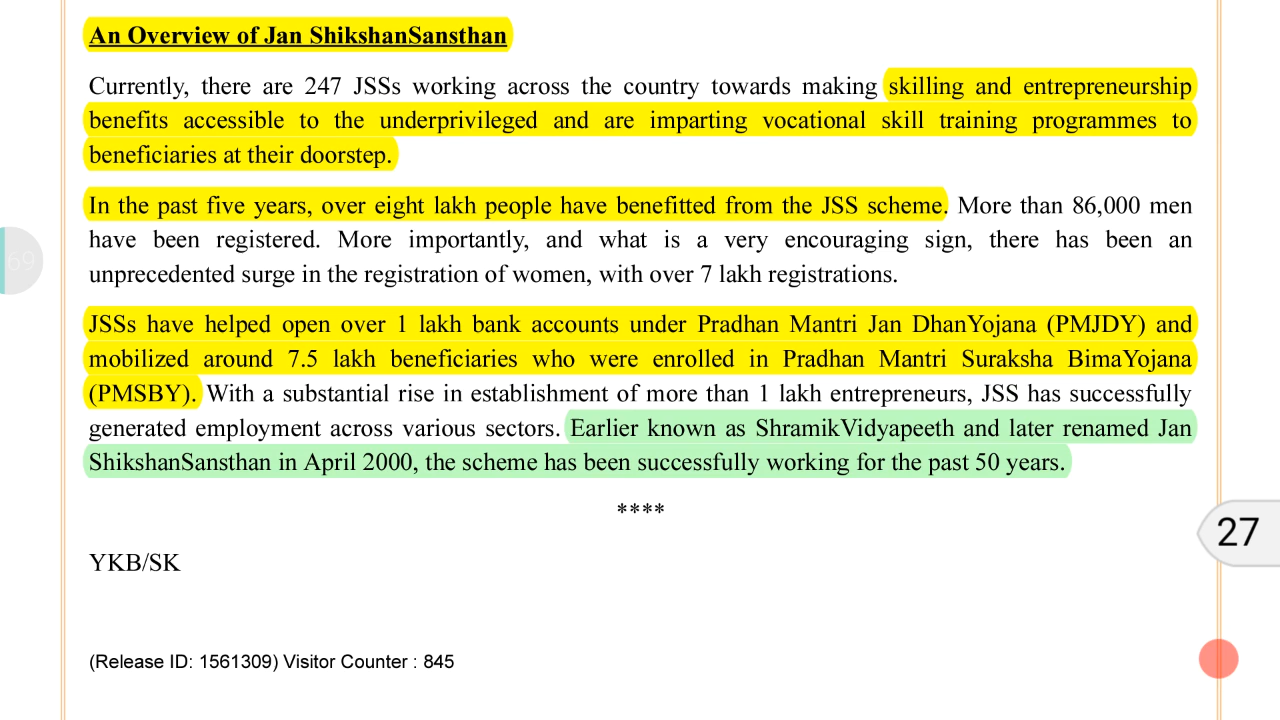 An Overview of Jan ShikshanSansthan
Currently, there are 247 JSSs working across the country towards making skilling and entrepreneurship
benefits accessible to the underprivileged and are imparting vocational skill training programmes to
beneficiaries at their doorstep.
In the past five years, over eight lakh people have benefitted from the JSS scheme. More than 86,000 men
have been registered. More importantly, and what is a very encouraging sign, there has been an
unprecedented surge in the registration of women, with over 7 lakh registrations.
69
JSSs have helped open over 1 lakh bank accounts under Pradhan Mantri Jan DhanYojana (PMJDY) and
mobilized around 7.5 lakh beneficiaries who were enrolled in Pradhan Mantri Suraksha BimaYojana
(PMSBY). With a substantial rise in establishment of more than 1 lakh entrepreneurs, JSS has successfully
generated employment across various sectors. Earlier known as ShramikVidyapeeth and later renamed Jan
ShikshanSansthan in April 2000, the scheme has been successfully working for the past 50 years.
****
27
YKB/SK
(Release ID: 1561309) Visitor Counter : 845